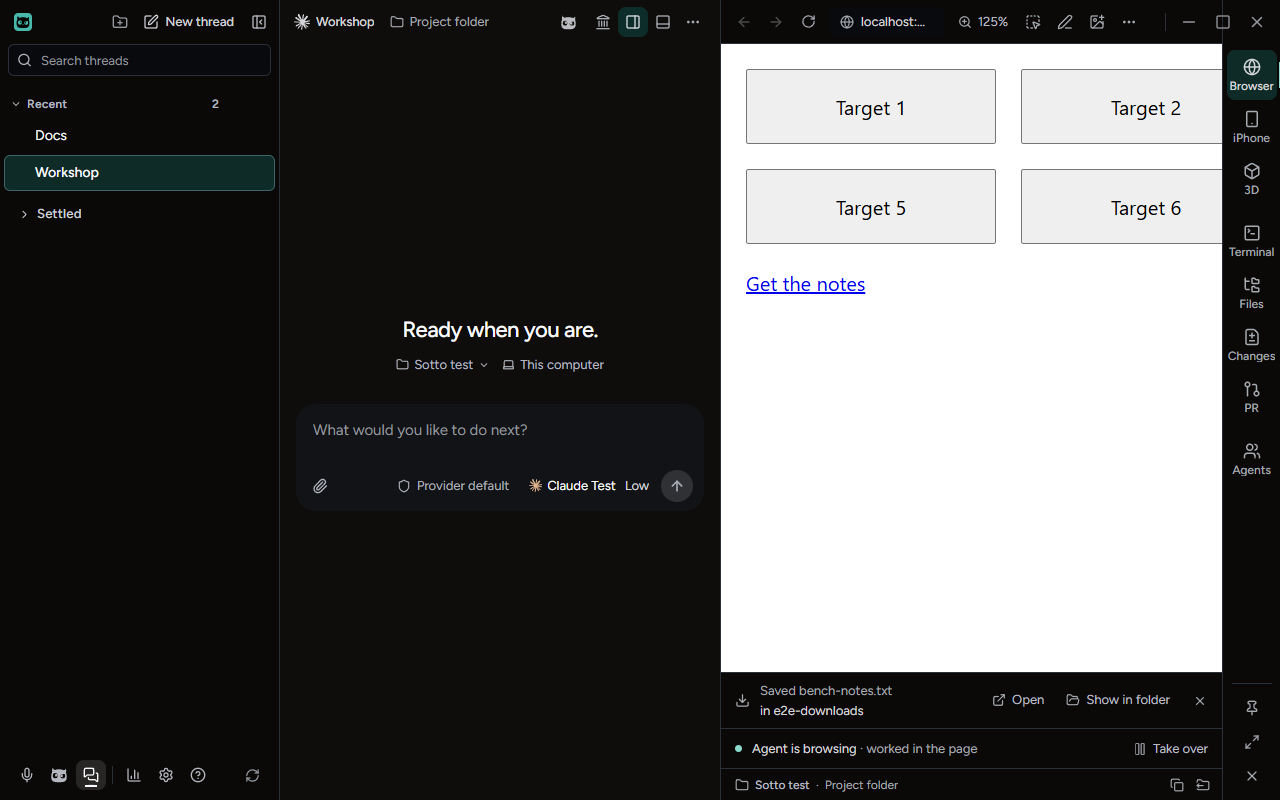 New thread
Search threads
Recent 2
Docs
Workshop
Settled
Workshop Project folder
Ready when you are.
Sotto test This computer
What would you like to do next?
Provider default Claude Test Low
localhost:... 125%
Target 1 Target 2
Target 5 Target 6
Get the notes
Saved bench-notes.txt
in e2e-downloads
Open Show in folder
Agent is browsing · worked in the page Take over
Sotto test · Project folder
Browser
iPhone
3D
Terminal
Files
Changes
PR
Agents